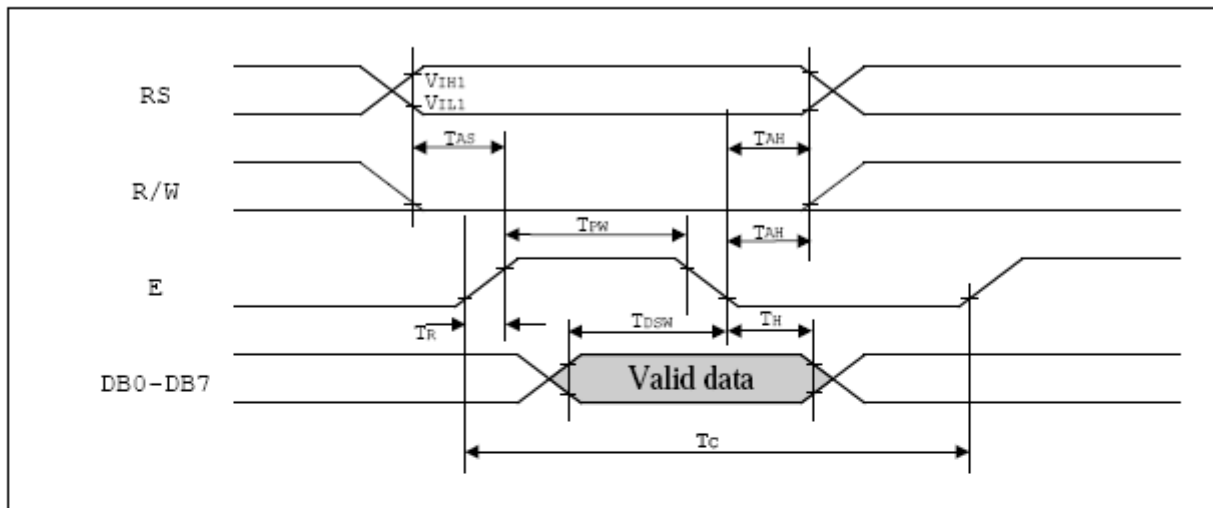 RS
VIH1
VIL1
TAS
TAH
R/W
TPW
TAH
E
TR
TDSW
TH
DB0-DB7
Valid data
TC